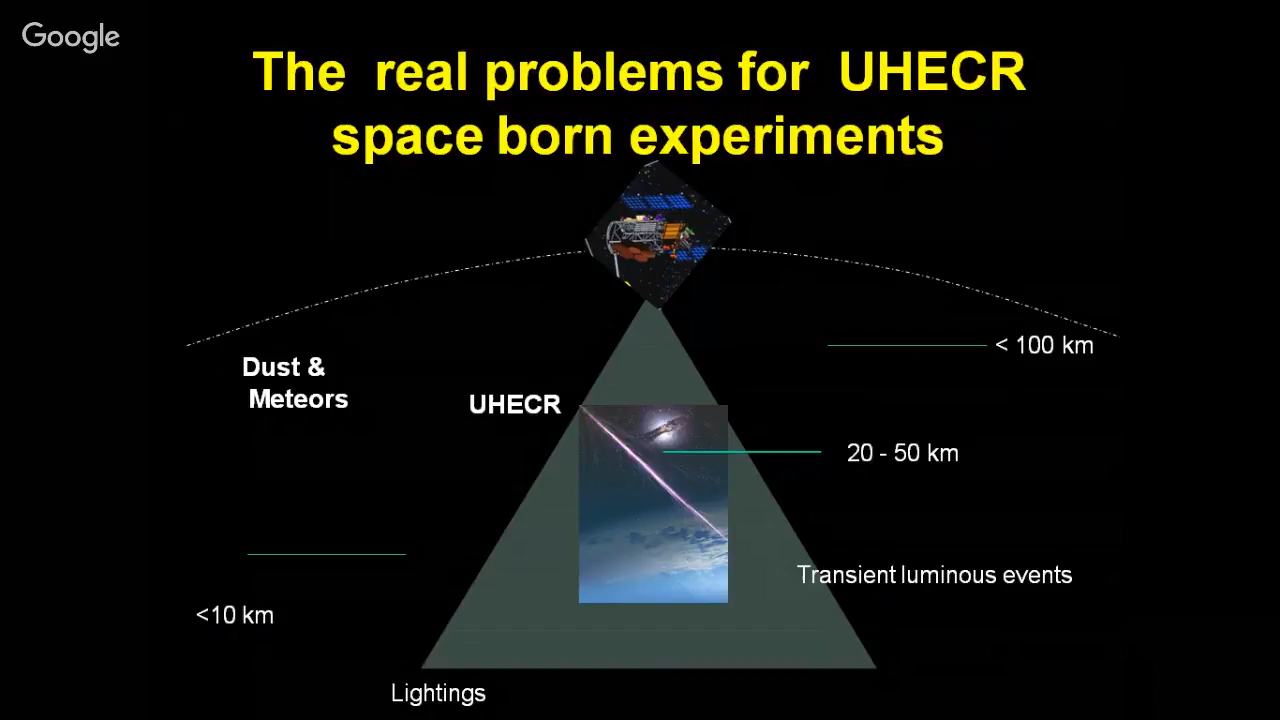 Google
The real problems for UHECR
space born experiments
< 100 km
Dust &
Meteors
UHECR
20 - 50 km
Transient luminous events
<10 km
Lightings